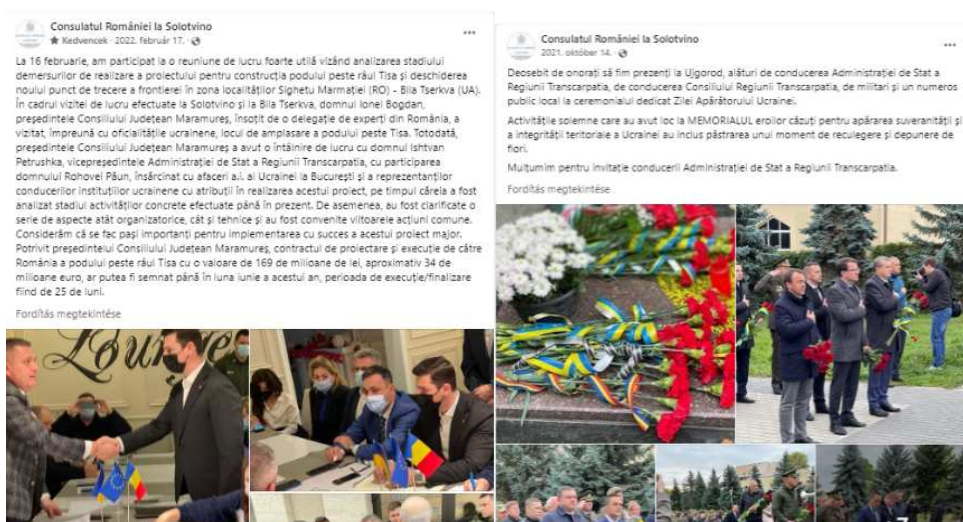 Consulatul României la Solotvino
★ Kedvencek · 2022. február 17. ·
La 16 februarie, am participat la o reuniune de lucru foarte utilă vizând analizarea stadiului
demersurilor de realizare a proiectului pentru construcția podului peste râul Tisa și deschiderea
noului punct de trecere a frontierei în zona localităților Sighetu Marmației (RO) - Bila Tserkva (UA).
În cadrul vizitei de lucru efectuate la Solotvino și la Bila Tserkva, domnul Ionel Bogdan,
președintele Consiliului Județean Maramureș, însoțit de o delegație de experți din România, a
vizitat, împreună cu oficialitățile ucrainene, locul de amplasare a podului peste Tisa. Totodată,
președintele Consiliului Județean Maramureș a avut o întâinire de lucru cu domnul Ishtvan
Petrushka, vicepreședintele Administrației de Stat a Regiunii Transcarpatia, cu participarea
domnului Rohovei Păun, însărcinat cu afaceri a.i. al Ucrainei la București și a reprezentanților
conducerilor instituțiilor ucrainene cu atribuții în realizarea acestui proiect, pe timpul căreia a fost
analizat stadiul activităților concrete efectuate până în prezent. De asemenea, au fost clarificate o
serie de aspecte atât organizatorice, cât și tehnice și au fost convenite viitoarele acțiuni comune.
Considerăm că se fac pași importanți pentru implementarea cu succes a acestui proiect major.
Potrivit președintelui Consiliului Județean Maramureș, contractul de proiectare și execuție de către
România a podului peste râul Tisa cu o valoare de 169 de milioane de lei, aproximativ 34 de
milioane euro, ar putea fi semnat până în luna iunie a acestui an, perioada de execuție/finalizare
fiind de 25 de luni.
Fordítás megtekintése
Lounge
Consulatul României la Solotvino
2021. október 14. ·
Deosebit de onorați să fim prezenți la Ujgorod, alături de conducerea Administrației de Stat a
Regiunii Transcarpatia, de conducerea Consiliului Regiunii Transcarpatia, de militari și un numeros
public local la ceremonialul dedicat Zilei Apărătorului Ucrainei.
Activitățile solemne care au avut loc la MEMORIALUL eroilor căzuți pentru apărarea suveranității și
a integrității teritoriale a Ucrainei au inclus păstrarea unui moment de reculegere și depunere de
flori.
Mulțumim pentru invitație conducerii Administrației de Stat a Regiunii Transcarpatia.
Fordítás megtekintése